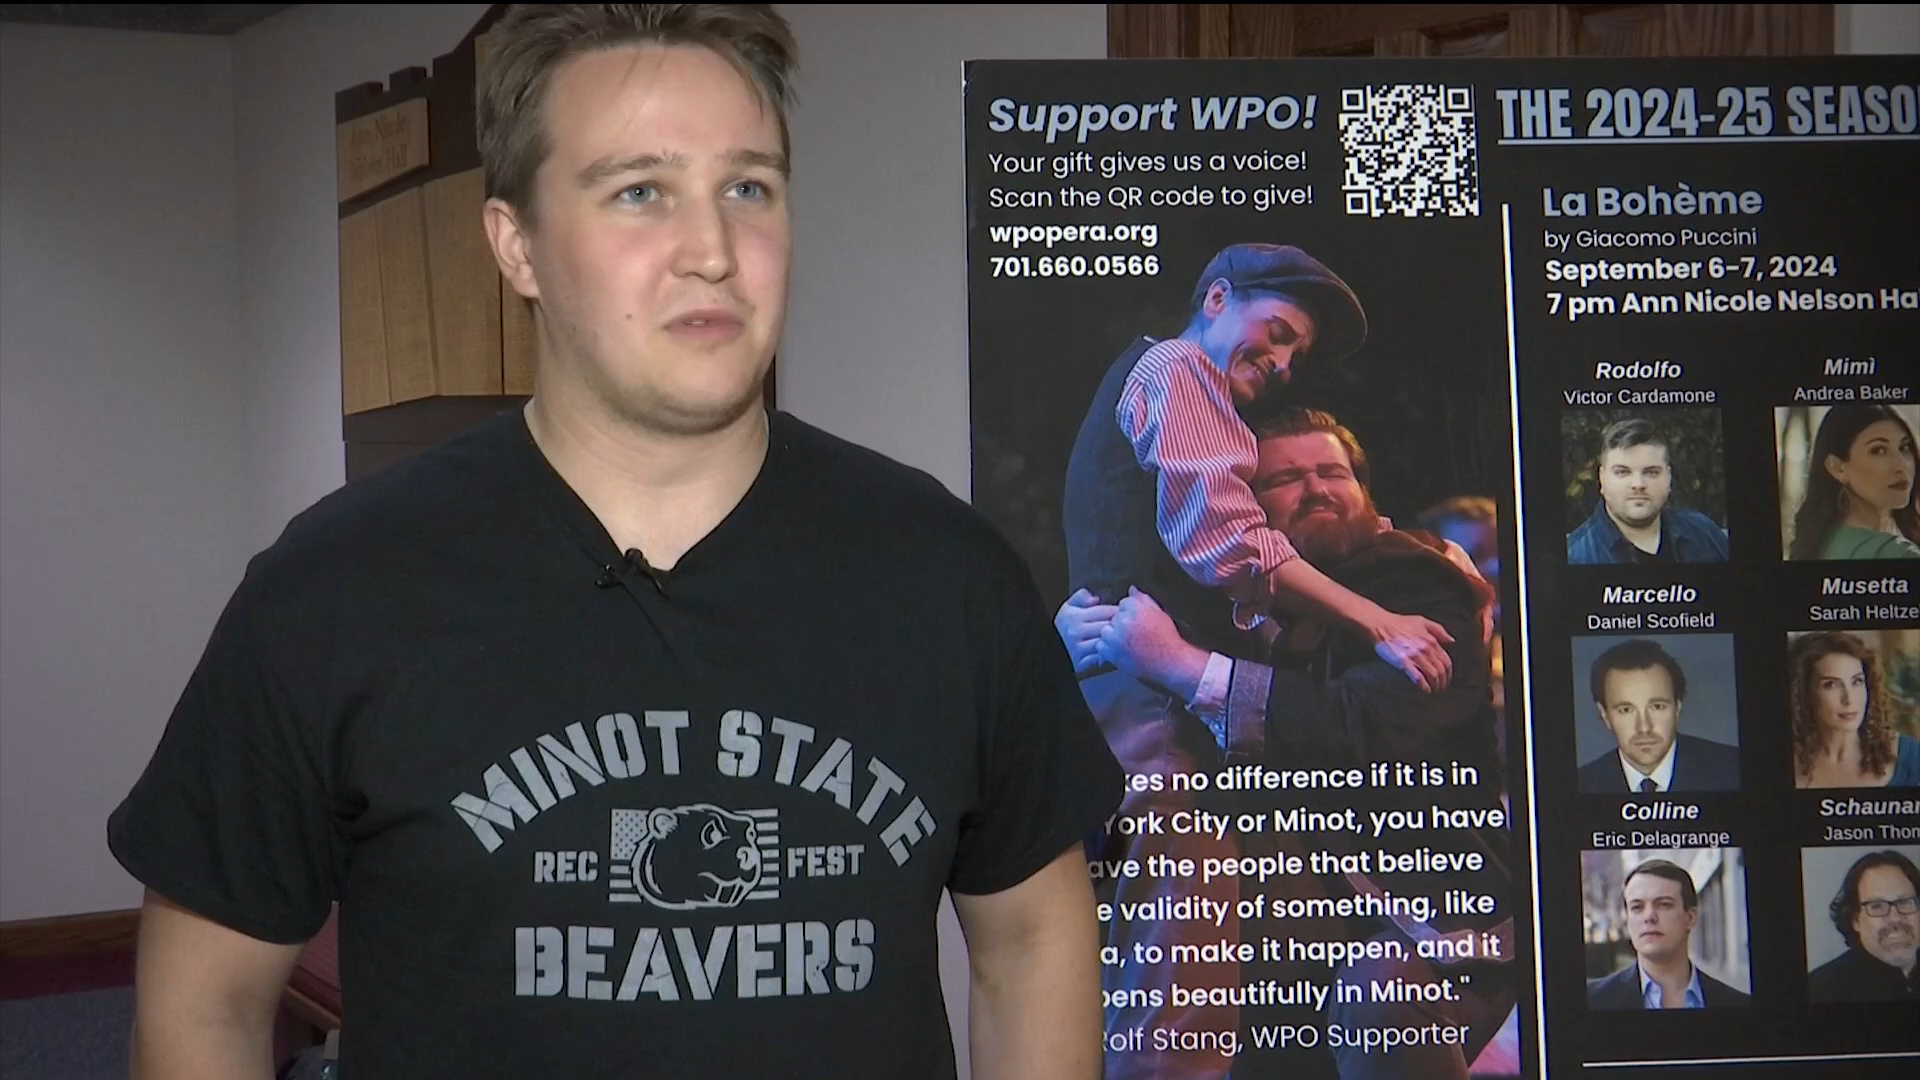 Ann Nicole
Nelson Hall
Support WPO!
Your gift gives us a voice!
Scan the QR code to give!
wpopera.org
701.660.0566
kes no difference if it is in
York City or Minot, you have
ave the people that believe
e validity of something, like
a, to make it happen, and it
pens beautifully in Minot."
Rolf Stang, WPO Supporter
THE 2024-25 SEASO
La Bohème
by Giacomo Puccini
September 6-7, 2024
7 pm Ann Nicole Nelson Hal
Rodolfo
Victor Cardamone
Mimì
Andrea Baker
Marcello
Daniel Scofield
Musetta
Sarah Heltze
Colline
Eric Delagrange
Schaunar
Jason Thom
MINOT STATE
REC FEST
BEAVERS